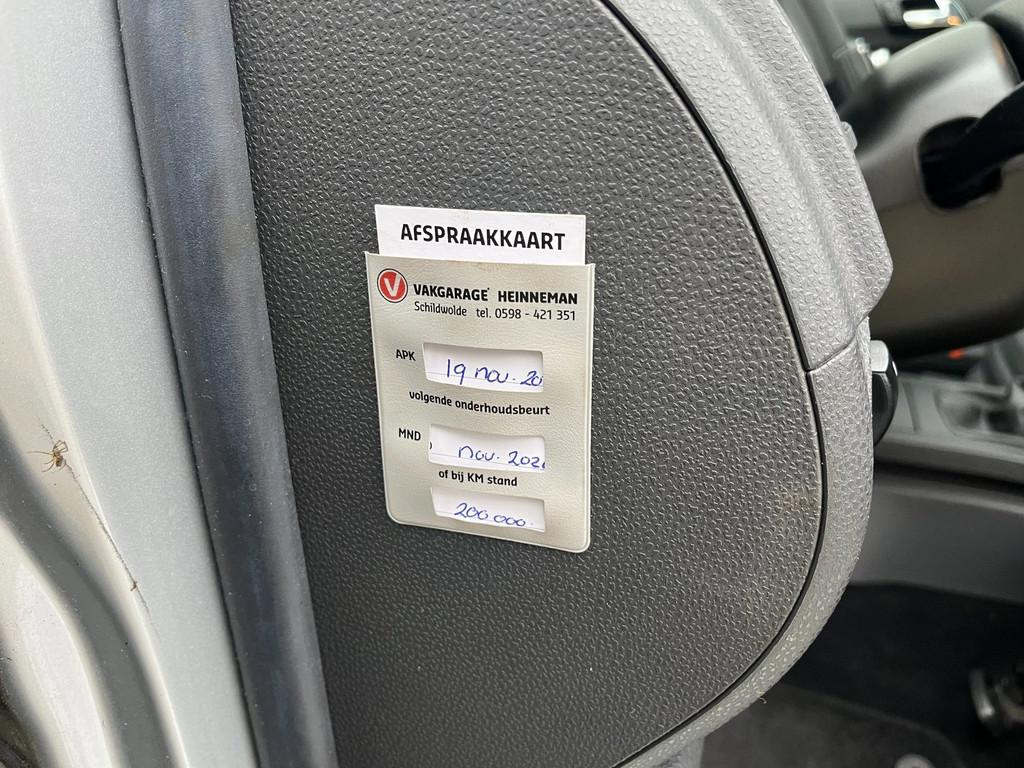 AFSPRAAKKAART
V VAKGARAGE HEINNEMAN
Schildwolde tel. 0598 - 421 351
APK 19 nov. 20
volgende onderhoudsbeurt
MND nov.
of bij KM stand
200.000.